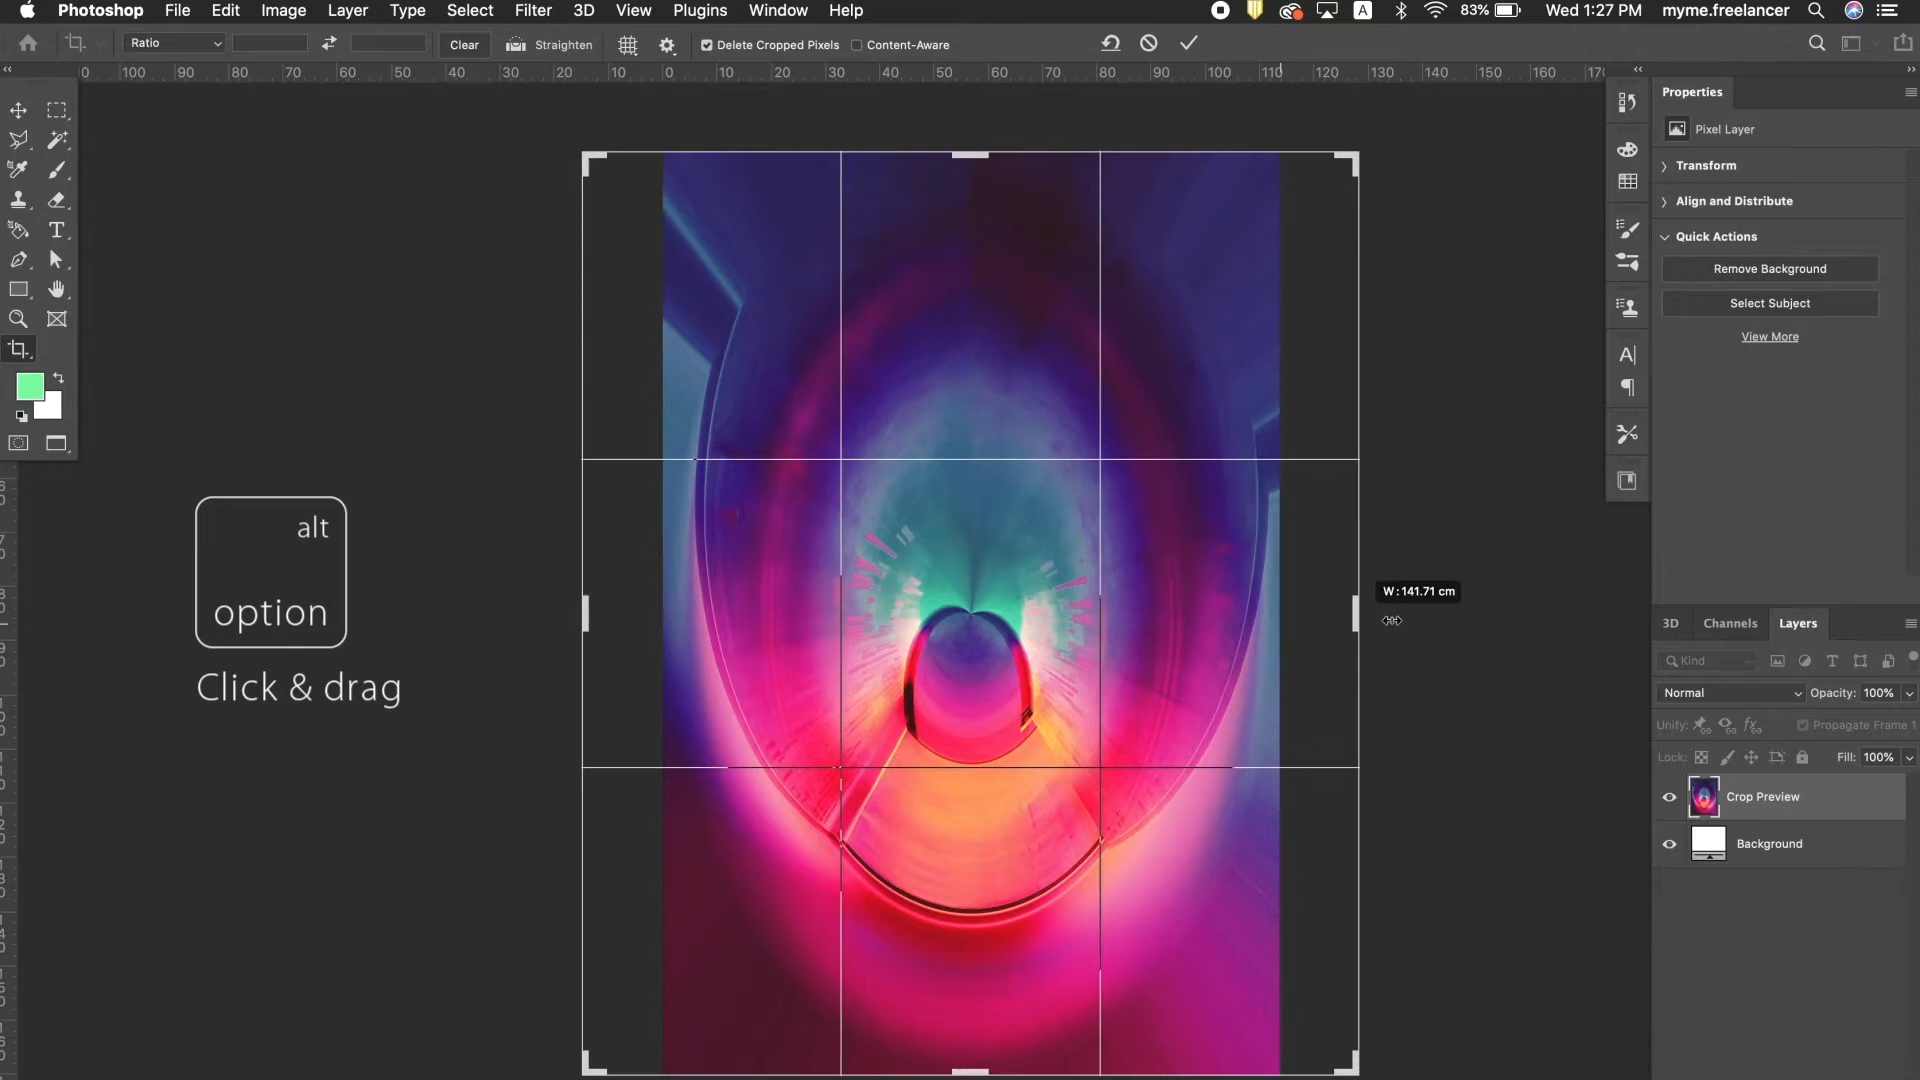 Photoshop File Edit Image Layer Type Select Filter 3D View Plugins Window Help A 83% Wed 1:27 PM myme.freelancer
Ratio Clear Straighten Delete Cropped Pixels Content-Aware
0 100 90 80 70 60 50 40 30 20 10 0 10 20 30 40 50 60 70 80 90 100 110 120 130 140 150 160 170
Properties
Pixel Layer
Transform
Align and Distribute
Quick Actions
Remove Background
Select Subject
View More
alt
option
Click & drag
W: 141.71 cm
3D Channels Layers
Kind
Normal Opacity: 100%
Unify: Propagate Frame 1
Lock: Fill: 100%
Crop Preview
Background